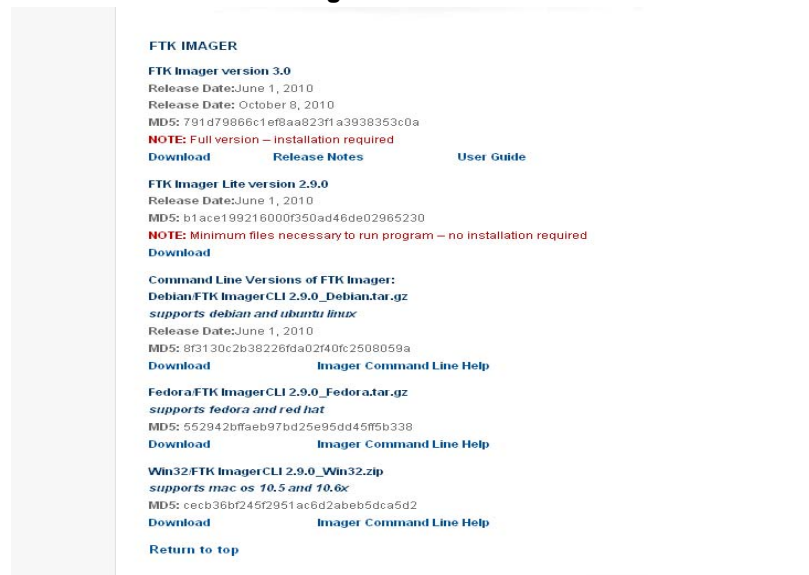 FTK IMAGER
FTK Imager version 3.0
Release Date:June 1, 2010
Release Date: October 8, 2010
MD5: 791d79866c1ef8aa823f1a3938353c0a
NOTE: Full version – installation required
Download Release Notes User Guide
FTK Imager Lite version 2.9.0
Release Date:June 1, 2010
MD5: b1ace199216000f350ad46de02965230
NOTE: Minimum files necessary to run program – no installation required
Download
Command Line Versions of FTK Imager:
Debian/FTK ImagerCLI 2.9.0_Debian.tar.gz
supports debian and ubuntu linux
Release Date:June 1, 2010
MD5: 8f3130c2b38226fda02f40fc2508059a
Download Imager Command Line Help
Fedora/FTK ImagerCLI 2.9.0_Fedora.tar.gz
supports fedora and red hat
MD5: 552942bffaeb97bd25e95dd45ff5b338
Download Imager Command Line Help
Win32/FTK ImagerCLI 2.9.0_Win32.zip
supports mac os 10.5 and 10.6x
MD5: cecb36bf245f2951ac6d2abeb5dca5d2
Download Imager Command Line Help
Return to top